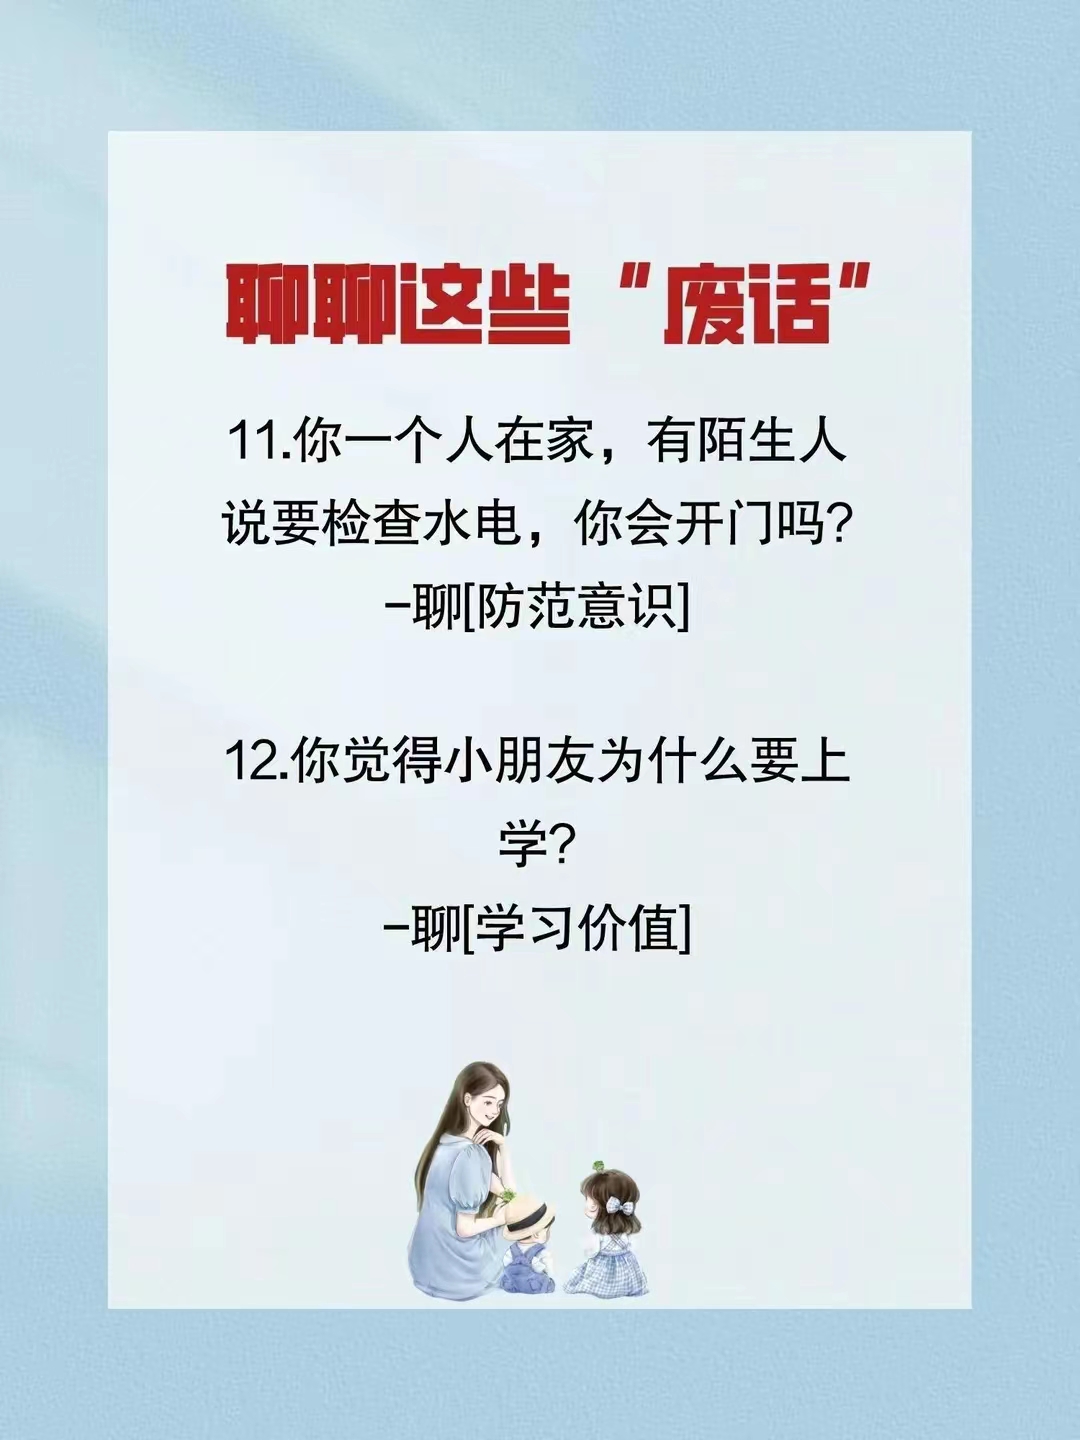 聊聊这些“废话”
11.你一个人在家，有陌生人
说要检查水电，你会开门吗?
-聊[防范意识]
12.你觉得小朋友为什么要上
学?
-聊[学习价值]